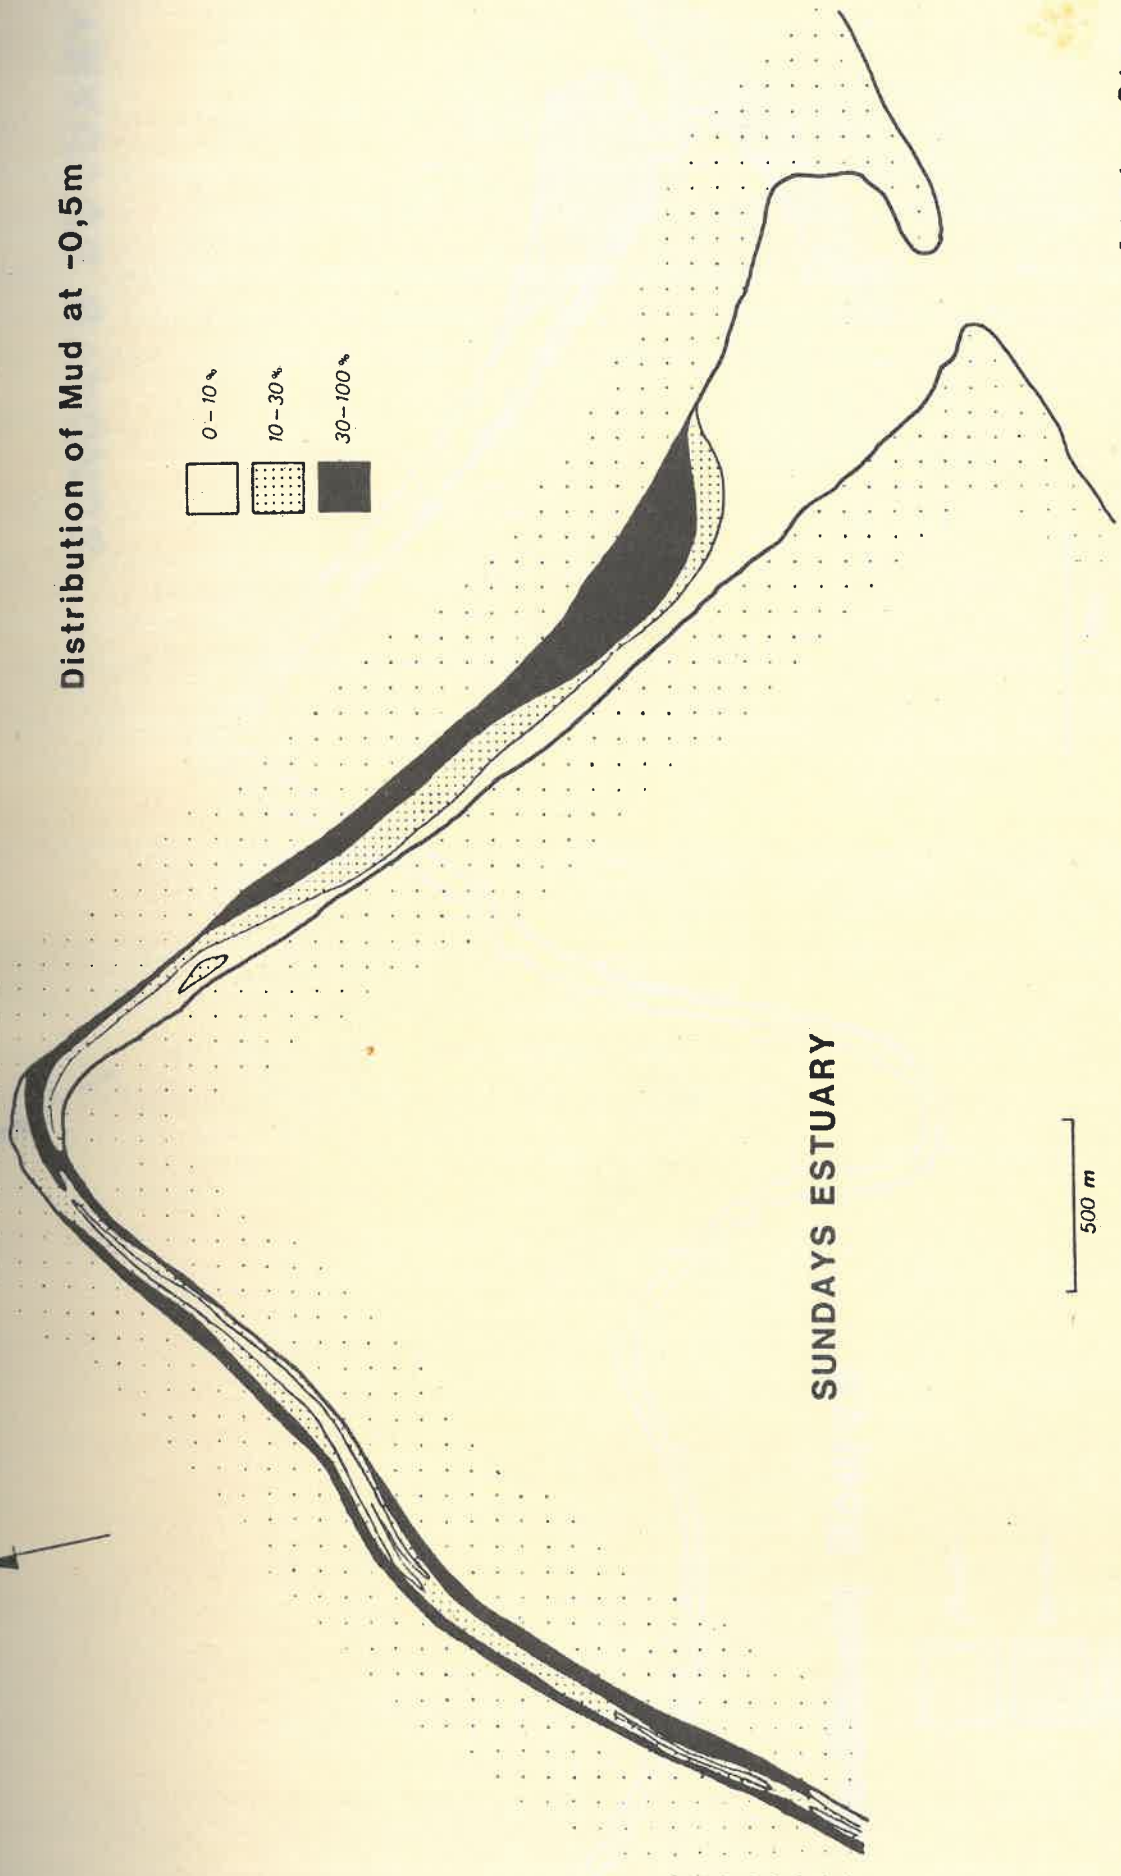 Distribution of Mud at -0,5m
0-10%
10-30%
30-100%
SUNDAYS ESTUARY
500 m